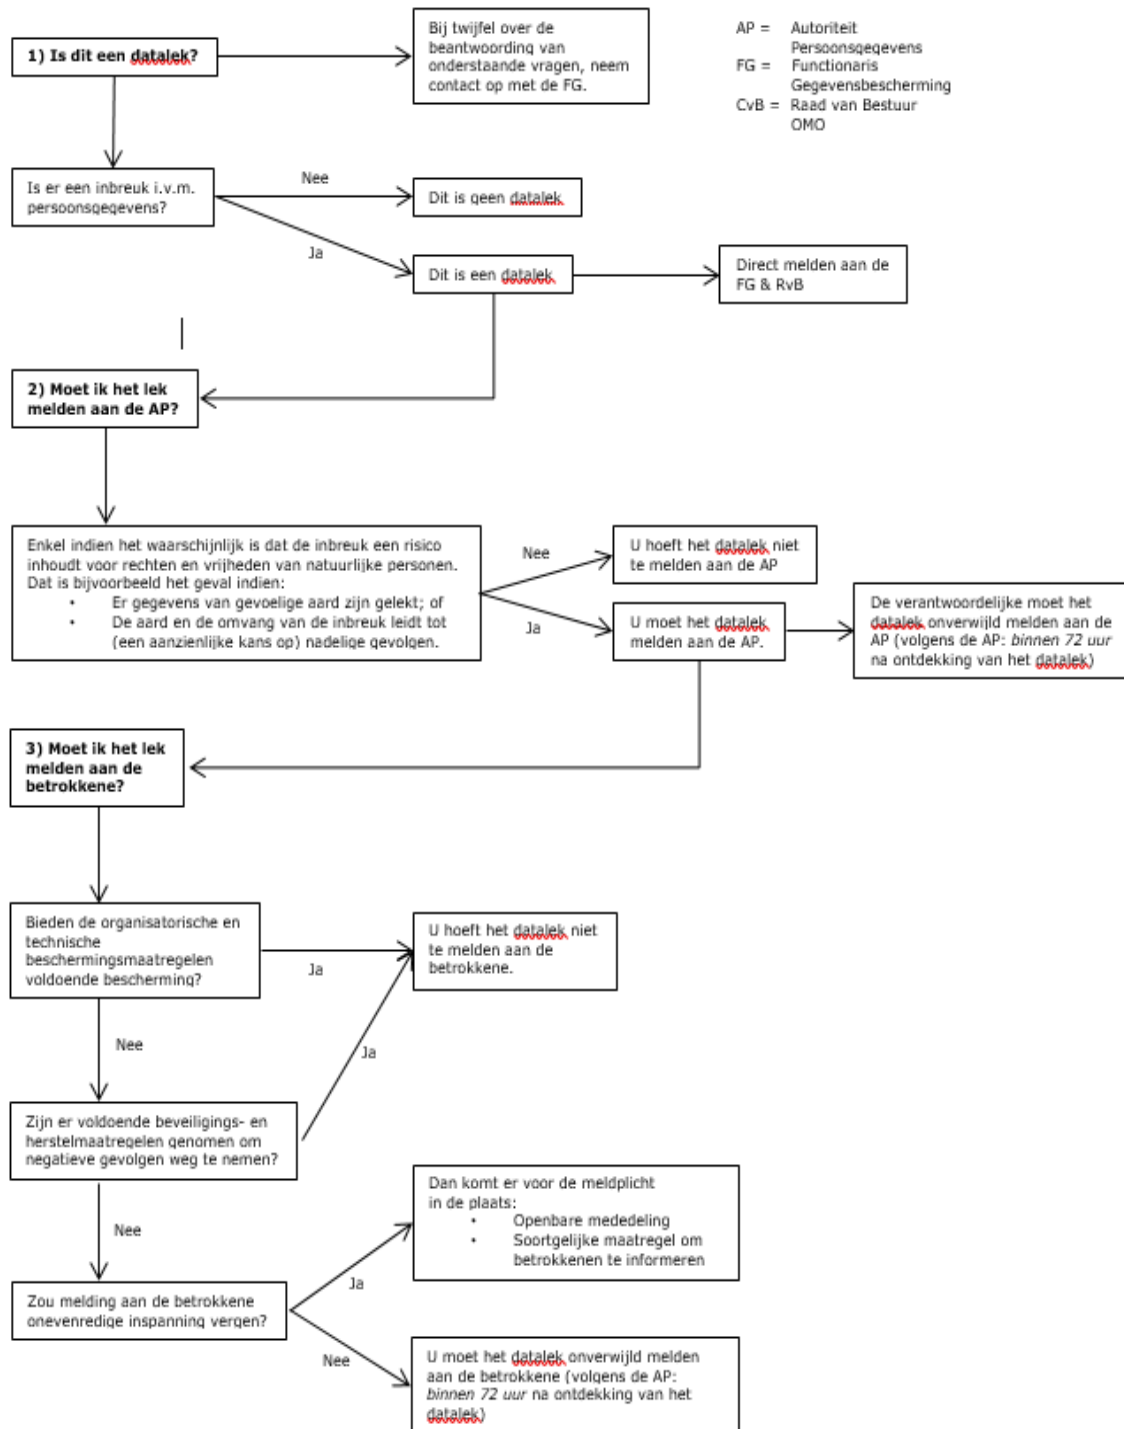 1) Is dit een datalek?
Bij twijfel over de
beantwoording van
onderstaande vragen, neem
contact op met de FG.
AP = Autoriteit
Persoonsgegevens
FG = Functionaris
Gegevensbescherming
CvB = Raad van Bestuur
OMO
Is er een inbreuk i.v.m.
persoonsgegevens?
Nee
Dit is geen datalek
Ja
Dit is een datalek
Direct melden aan de
FG & RvB
2) Moet ik het lek
melden aan de AP?
Enkel indien het waarschijnlijk is dat de inbreuk een risico
inhoudt voor rechten en vrijheden van natuurlijke personen.
Dat is bijvoorbeeld het geval indien:
• Er gegevens van gevoelige aard zijn gelekt; of
• De aard en de omvang van de inbreuk leidt tot
(een aanzienlijke kans op) nadelige gevolgen.
Nee
U hoeft het datalek niet
te melden aan de AP
Ja
U moet het datalek
melden aan de AP.
De verantwoordelijke moet het
datalek onverwijld melden aan de
AP (volgens de AP: binnen 72 uur
na ontdekking van het datalek)
3) Moet ik het lek
melden aan de
betrokkene?
Bieden de organisatorische en
technische
beschermingsmaatregelen
voldoende bescherming?
Ja
U hoeft het datalek niet
te melden aan de
betrokkene.
Nee
Ja
Zijn er voldoende beveiligings- en
herstelmaatregelen genomen om
negatieve gevolgen weg te nemen?
Nee
Dan komt er voor de meldplicht
in de plaats:
• Openbare mededeling
• Soortgelijke maatregel om
betrokkenen te informeren
Zou melding aan de betrokkene
onevenredige inspanning vergen?
Ja
Nee
U moet het datalek onverwijld melden
aan de betrokkene (volgens de AP:
binnen 72 uur na ontdekking van het
datalek)